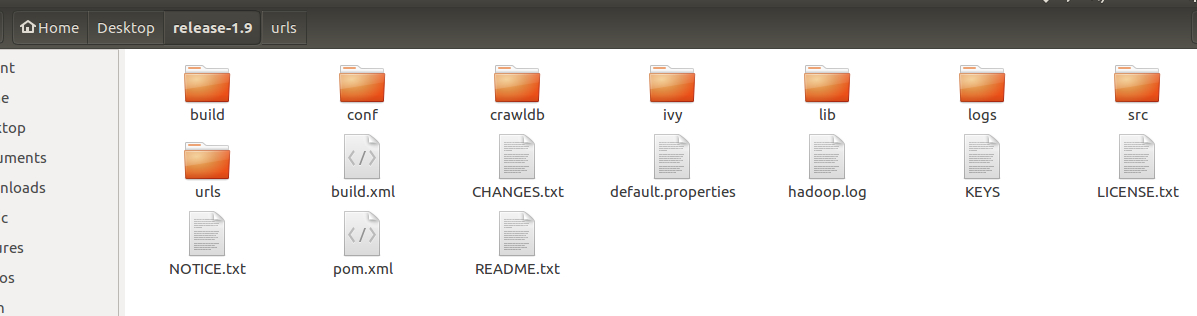 Home Desktop release-1.9 urls
build conf crawldb ivy lib logs src
urls build.xml CHANGES.txt default.properties hadoop.log KEYS LICENSE.txt
NOTICE.txt pom.xml README.txt
nt
e
ktop
uments
nloads
c
ures
os